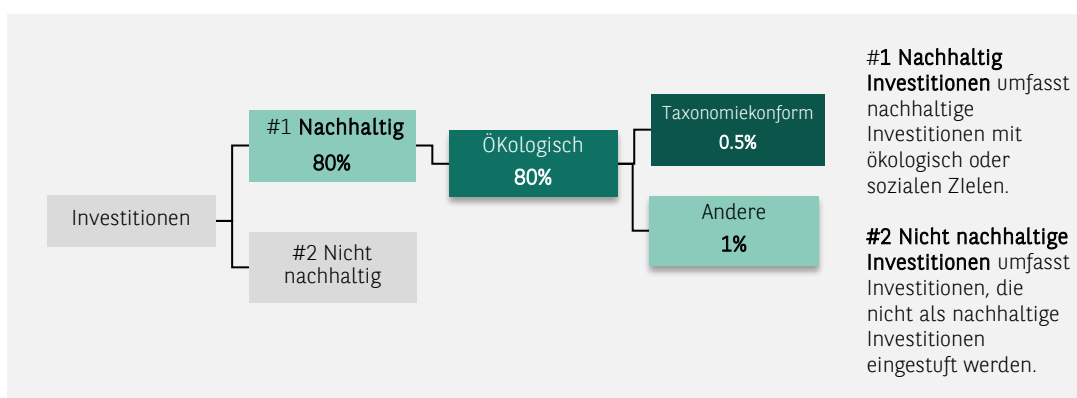 Investitionen
#1 Nachhaltig
80%
#2 Nicht
nachhaltig
ÖKologisch
80%
Taxonomiekonform
0.5%
Andere
1%
#1 Nachhaltig
Investitionen umfasst
nachhaltige
Investitionen mit
ökologisch oder
sozialen ZIelen.
#2 Nicht nachhaltige
Investitionen umfasst
Investitionen, die
nicht als nachhaltige
Investitionen
eingestuft werden.